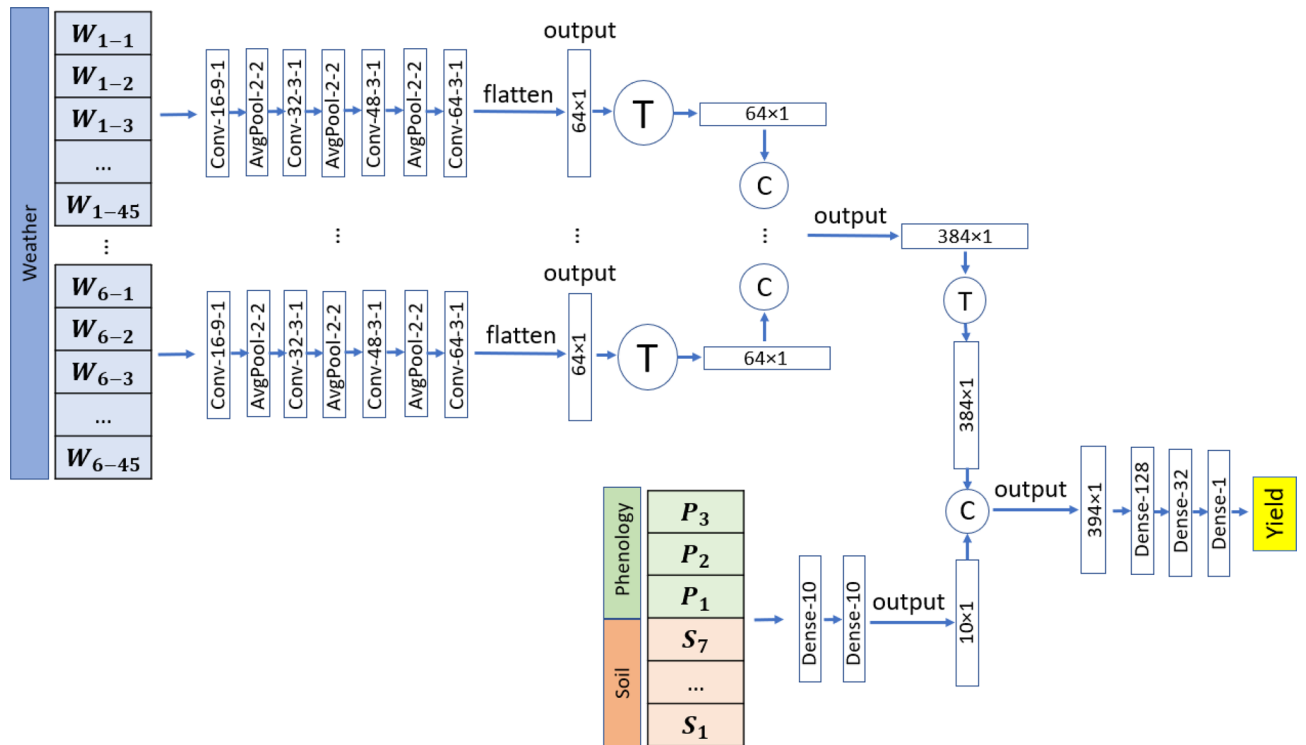 Weather
W1−1
W1−2
W1−3
...
W1−45
...
W6−1
W6−2
W6−3
...
W6−45
Conv-16-9-1
AvgPool-2-2
Conv-32-3-1
AvgPool-2-2
Conv-48-3-1
AvgPool-2-2
Conv-64-3-1
flatten
output
64×1
T
64×1
C
...
...
...
Conv-16-9-1
AvgPool-2-2
Conv-32-3-1
AvgPool-2-2
Conv-48-3-1
AvgPool-2-2
Conv-64-3-1
flatten
output
64×1
T
64×1
C
output
384×1
T
384×1
C
Phenology
P3
P2
P1
Soil
S7
...
S1
Dense-10
Dense-10
output
10×1
output
394×1
Dense-128
Dense-32
Dense-1
Yield